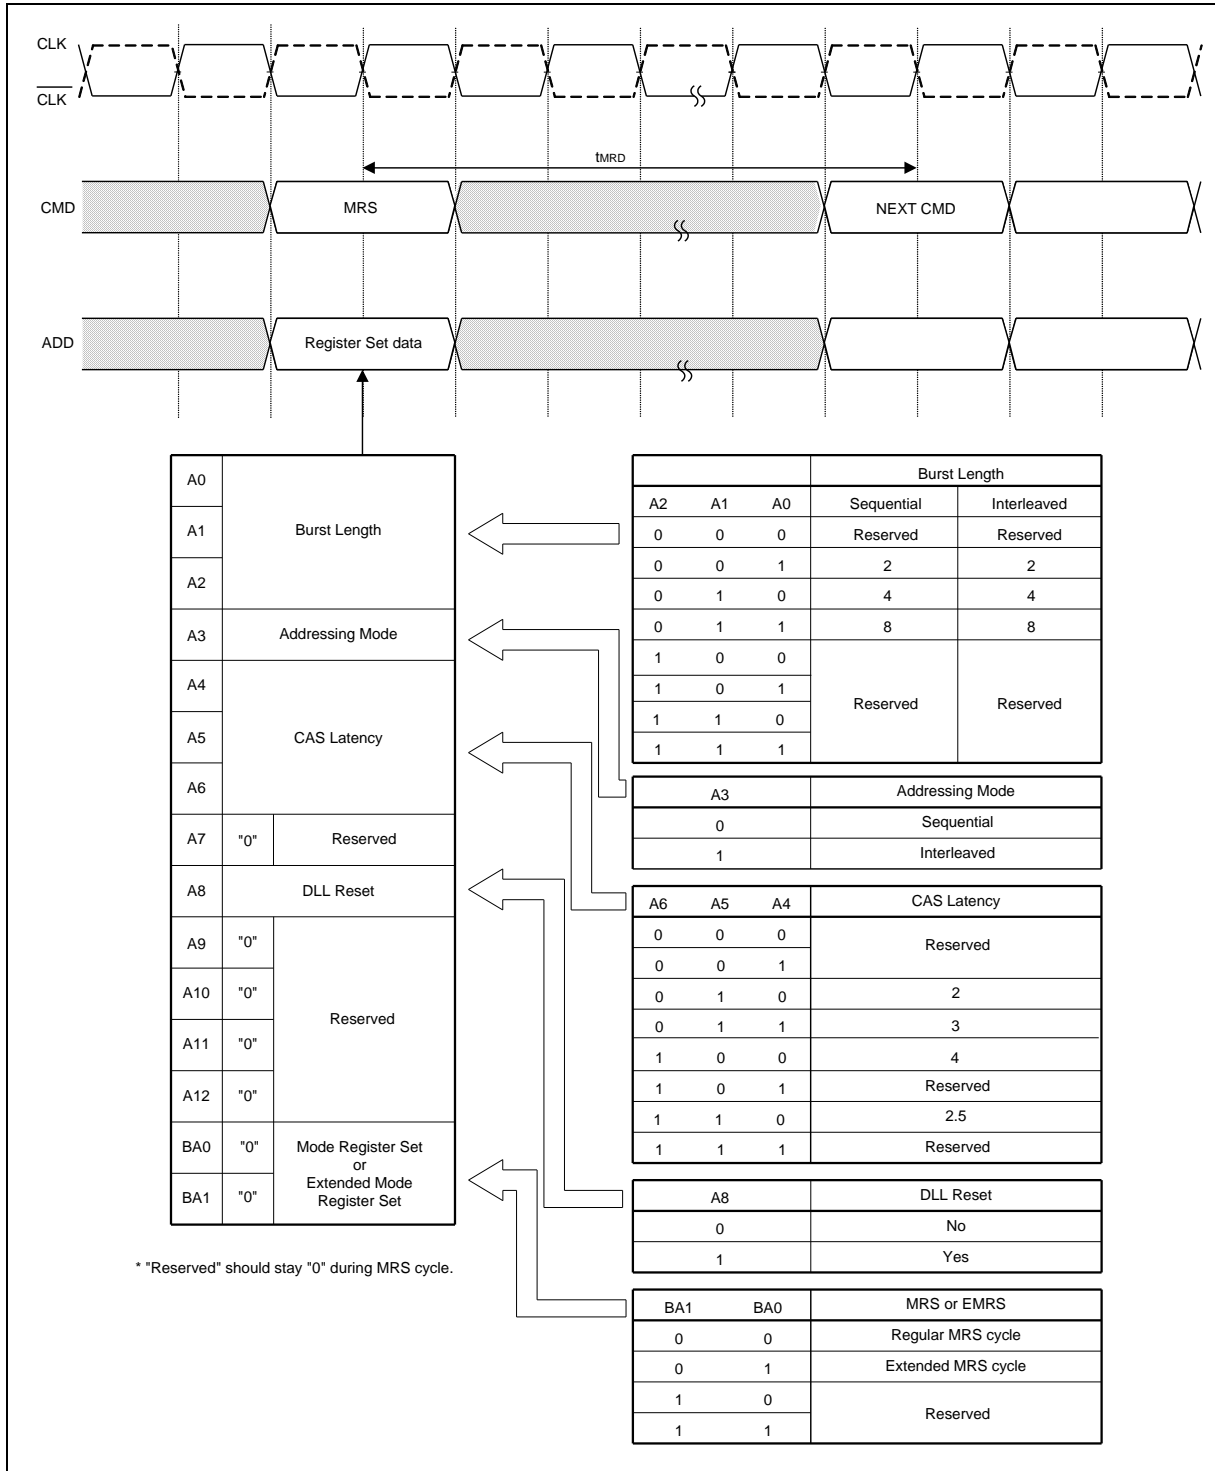 CLK
CLK
tMRD
CMD
MRS
NEXT CMD
ADD
Register Set data
A0
A1
Burst Length
A2
A3 Addressing Mode
A4
A5 CAS Latency
A6
A7 "0" Reserved
A8 DLL Reset
A9 "0"
A10 "0"
Reserved
A11 "0"
A12 "0"
BA0 "0" Mode Register Set
or
Extended Mode
BA1 "0" Register Set
* "Reserved" should stay "0" during MRS cycle.
Burst Length
A2 A1 A0 Sequential Interleaved
0 0 0 Reserved Reserved
0 0 1 2 2
0 1 0 4 4
0 1 1 8 8
1 0 0
1 0 1
Reserved Reserved
1 1 0
1 1 1
A3 Addressing Mode
0 Sequential
1 Interleaved
A6 A5 A4 CAS Latency
0 0 0
Reserved
0 0 1
0 1 0 2
0 1 1 3
1 0 0 4
1 0 1 Reserved
1 1 0 2.5
1 1 1 Reserved
A8 DLL Reset
0 No
1 Yes
BA1 BA0 MRS or EMRS
0 0 Regular MRS cycle
0 1 Extended MRS cycle
1 0
Reserved
1 1